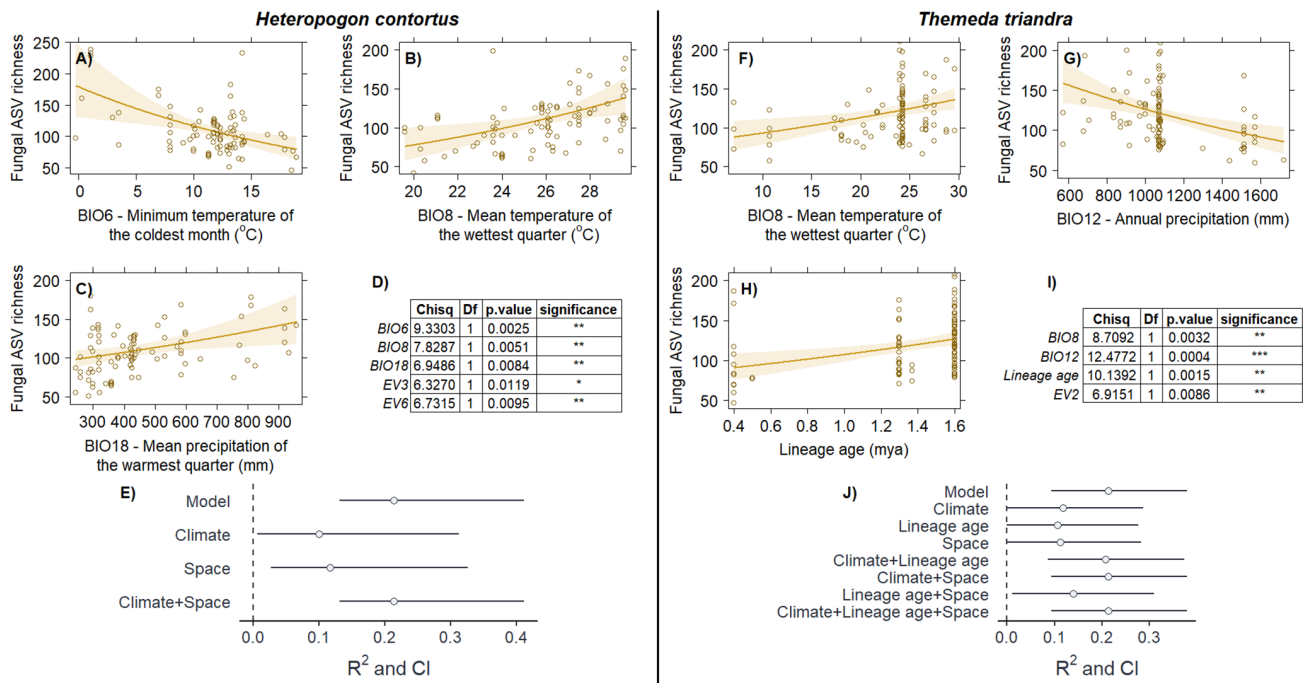 Heteropogon contortus
Themeda triandra
A)
Fungal ASV richness
250
200
150
100
50
0
5
10
15
BIO6 - Minimum temperature of
the coldest month (°C)
B)
Fungal ASV richness
200
150
100
50
20
22
24
26
28
BIO8 - Mean temperature of
the wettest quarter (°C)
F)
Fungal ASV richness
200
150
100
50
10
15
20
25
30
BIO8 - Mean temperature of
the wettest quarter (°C)
G)
Fungal ASV richness
200
150
100
50
600
800
1000
1200
1400
1600
BIO12 - Annual precipitation (mm)
C)
Fungal ASV richness
200
150
100
50
300
400
500
600
700
800
900
BIO18 - Mean precipitation of
the warmest quarter (mm)
D)
Chisq Df p.value significance
BIO6 9.3303 1 0.0025 **
BIO8 7.8287 1 0.0051 **
BIO18 6.9486 1 0.0084 **
EV3 6.3270 1 0.0119 *
EV6 6.7315 1 0.0095 **
H)
Fungal ASV richness
200
150
100
50
0.4
0.6
0.8
1.0
1.2
1.4
1.6
Lineage age (mya)
I)
Chisq Df p.value significance
BIO8 8.7092 1 0.0032 **
BIO12 12.4772 1 0.0004 ***
Lineage age 10.1392 1 0.0015 **
EV2 6.9151 1 0.0086 **
E)
Model
Climate
Space
Climate+Space
0.0
0.1
0.2
0.3
0.4
R² and CI
J)
Model
Climate
Lineage age
Space
Climate+Lineage age
Climate+Space
Lineage age+Space
Climate+Lineage age+Space
0.0
0.1
0.2
0.3
R² and CI